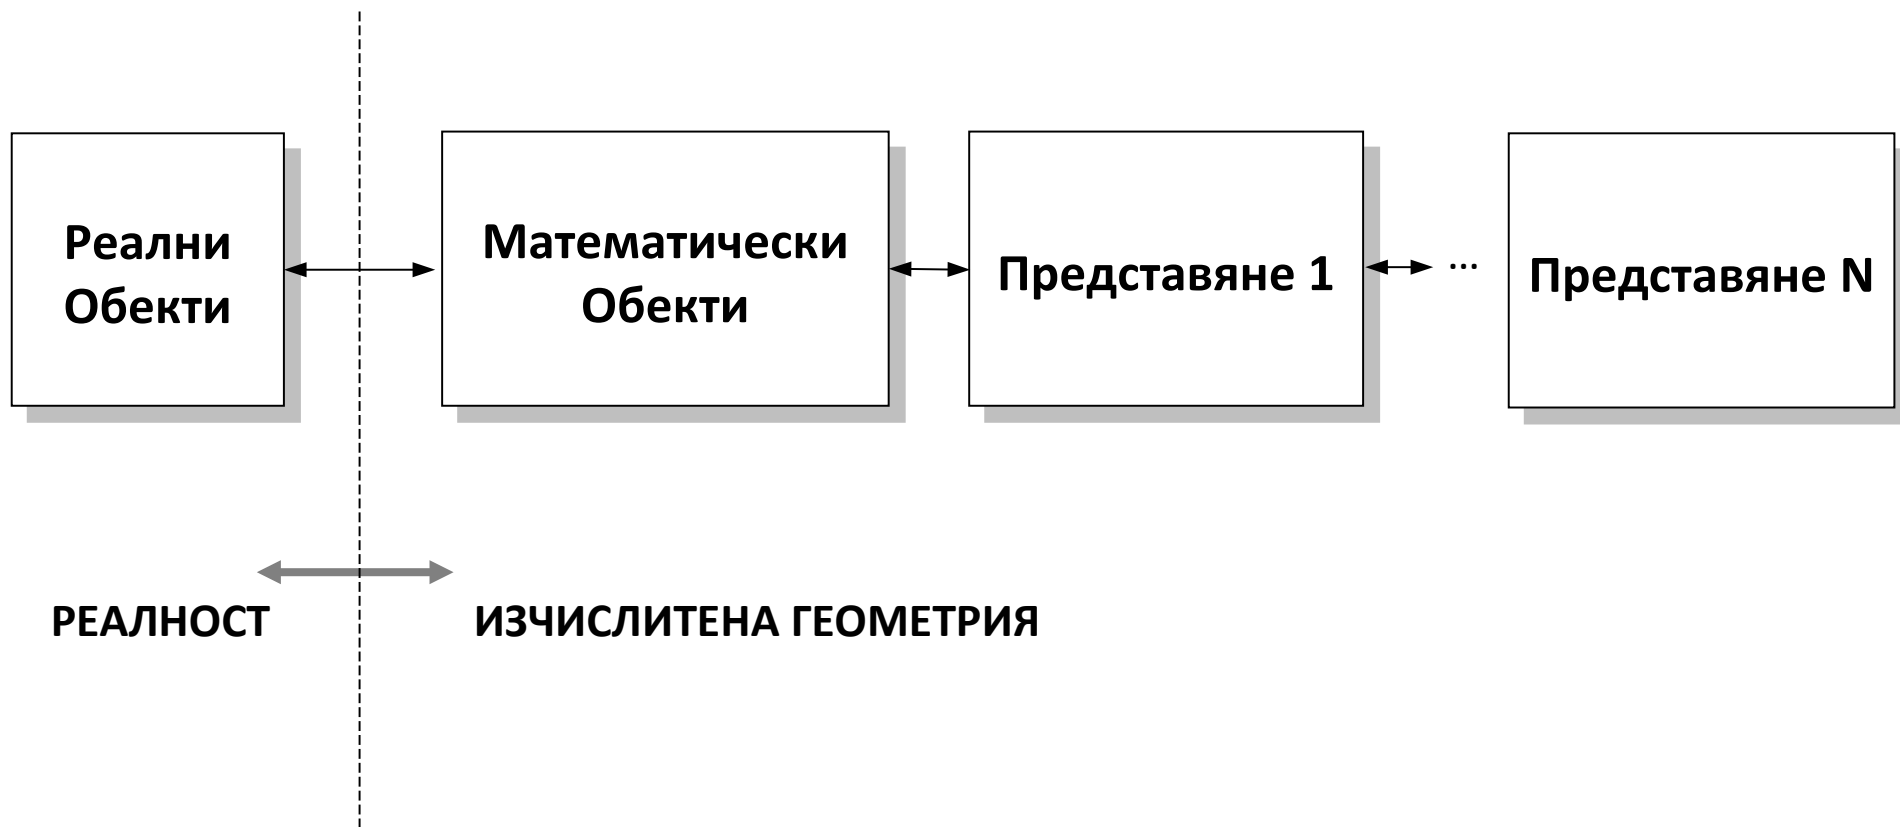 Реални
Обекти
Математически
Обекти
Представяне 1
...
Представяне N
РЕАЛНОСТ
ИЗЧИСЛИТЕНА ГЕОМЕТРИЯ